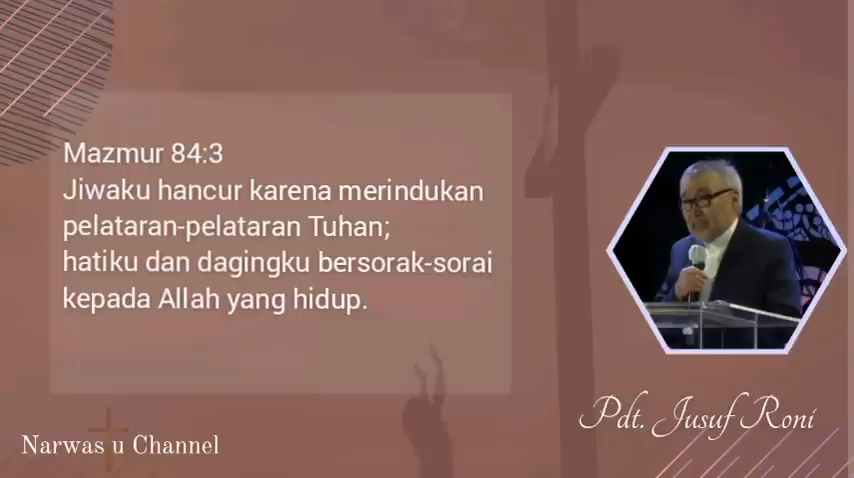 Mazmur 84:3
Jiwaku hancur karena merindukan
pelataran-pelataran Tuhan;
hatiku dan dagingku bersorak-sorai
kepada Allah yang hidup.
Pdt. Jusuf Roni
Narwas u Channel